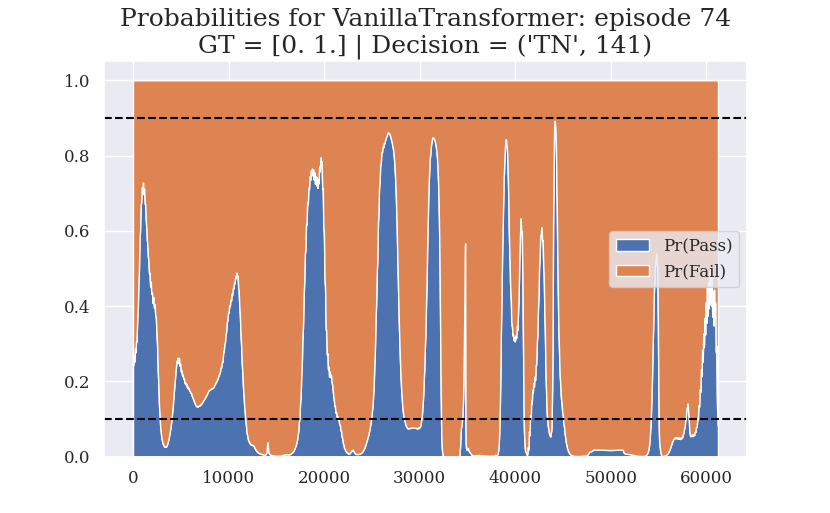 Probabilities for VanillaTransformer: episode 74
GT = [0. 1.] | Decision = ('TN', 141)
1.0
0.8
0.6
0.4
0.2
0.0
Pr(Pass)
Pr(Fail)
0 10000 20000 30000 40000 50000 60000